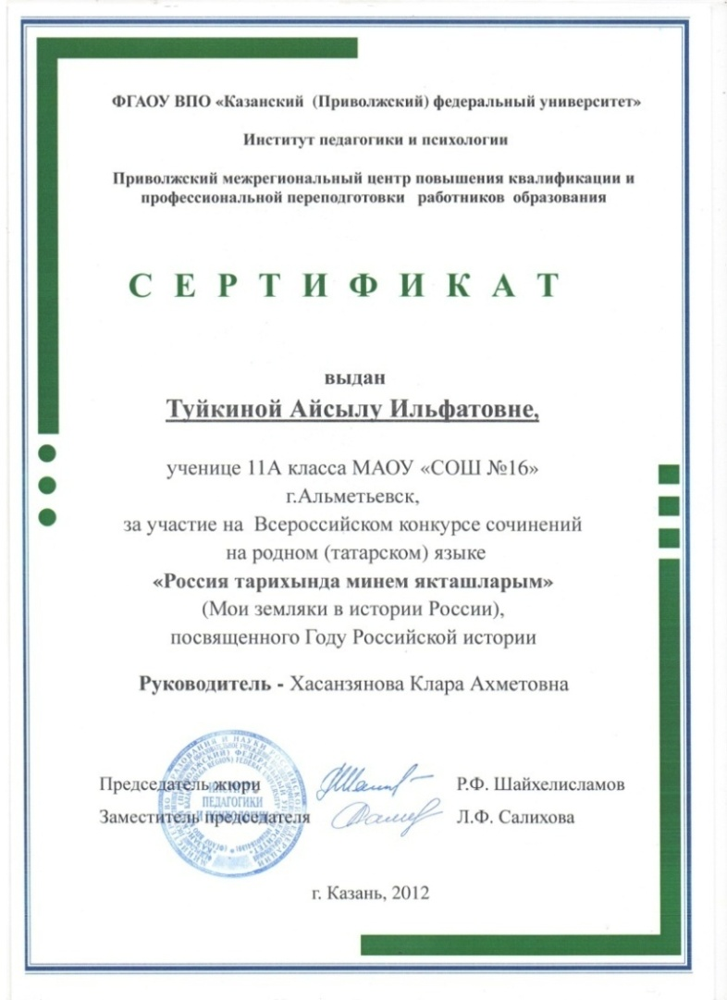 ФГАОУ ВПО «Казанский (Приволжский) федеральный университет»
Институт педагогики и психологии
Приволжский межрегиональный центр повышения квалификации и
профессиональной переподготовки работников образования
СЕРТИФИКАТ
выдан
Туйкиной Айсылу Ильфатовне,
ученице 11А класса МАОУ «СОШ №16»
г.Альметьевск,
за участие на Всероссийском конкурсе сочинений
на родном (татарском) языке
«Россия тарихында минем якташларым»
(Мои земляки в истории России),
посвященного Году Российской истории
Руководитель - Хасанзянова Клара Ахметовна
Председатель жюри Р.Ф. Шайхелисламов
Заместитель председателя Л.Ф. Салихова
ИНСТИТУТ
ПЕДАГОГИКИ
И ПСИХОЛОГИИ
г. Казань, 2012